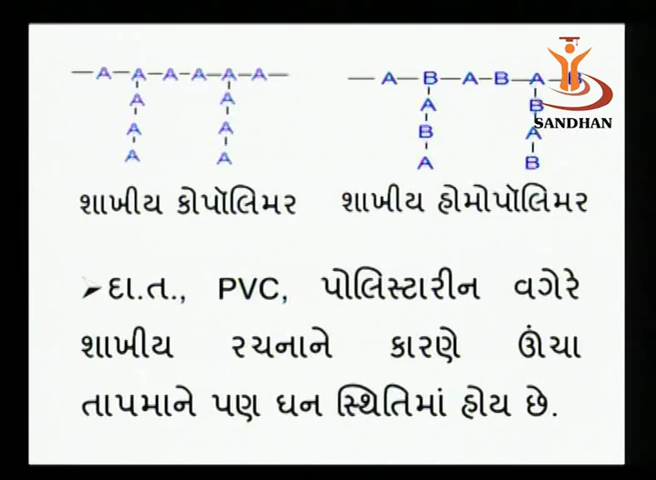 —A—A—A—A—A—A—
A A
A A
A A
—A—B—A—B—A—B
A B
B A
A B
SANDHAN
શાખીય કોપૉલિમર
શાખીય હોમોપૉલિમર
➤દા.ત., PVC, પોલિસ્ટારીન વગેરે
શાખીય રચનાને કારણે ઊંચા
તાપમાને પણ ઘન સ્થિતિમાં હોય છે.